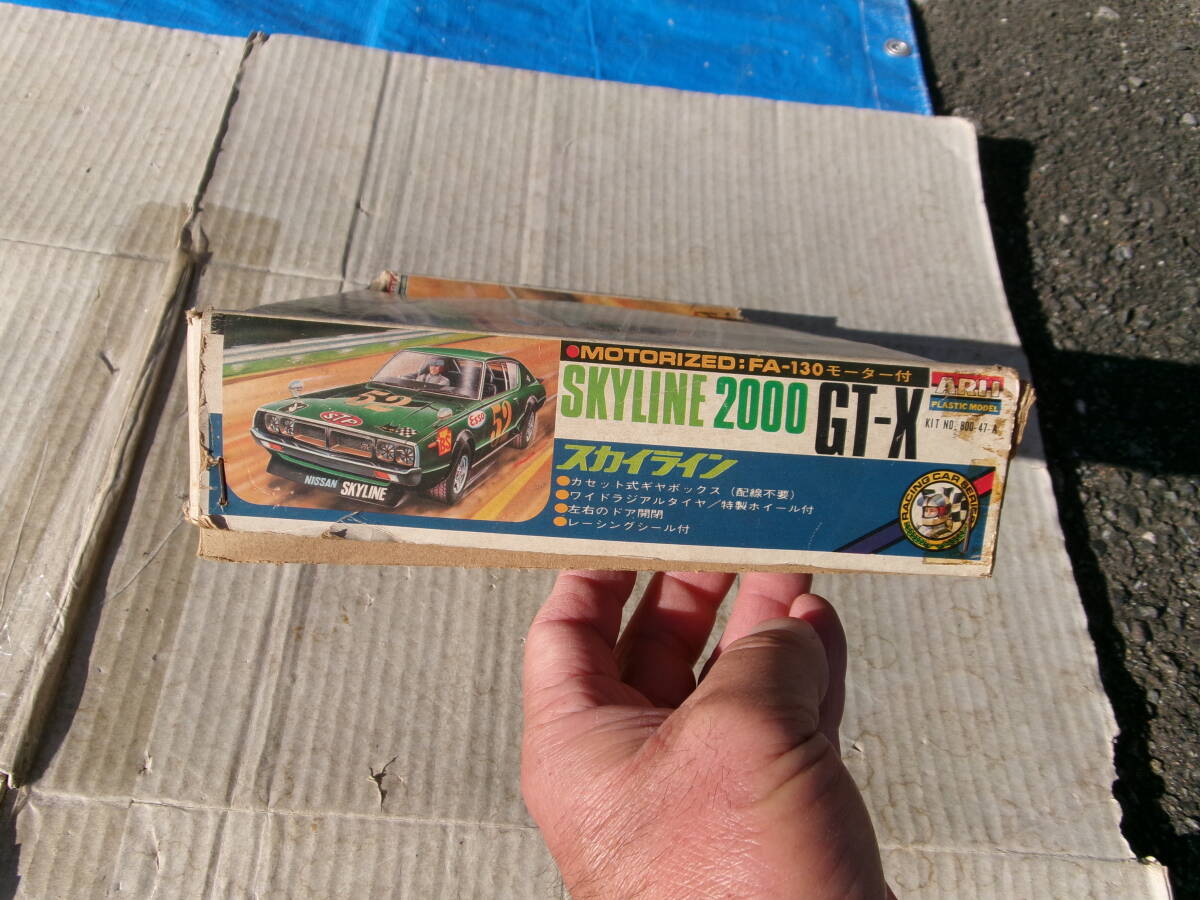 ●MOTORIZED:FA-130モーター付
SKYLINE 2000 GT-X
スカイライン
●カセット式ギヤボックス(配線不要)
●ワイドラジアルタイヤ/特製ホイール付
●左右のドア開閉
●レーシングシール付
ARII
PLASTIC MODEL
KIT NO. 800-47-A
RACING CAR SERIES
52
STP
Esso
52
NISSAN SKYLINE